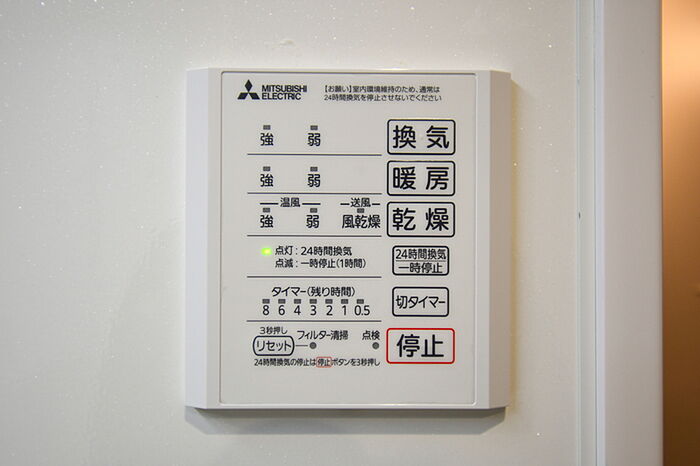 MITSUBISHI
ELECTRIC
【お願い】室内環境維持のため、通常は
24時間換気を停止させないでください
強 弱 換気
強 弱 暖房
温風 送風
強 弱 風乾燥 乾燥
点灯:24時間換気
点滅:一時停止(1時間)
24時間換気
一時停止
タイマー(残り時間)
8 6 4 3 2 1 0.5
切タイマー
3秒押し
リセット フィルター清掃 点検
停止
24時間換気の停止は停止ボタンを3秒押し